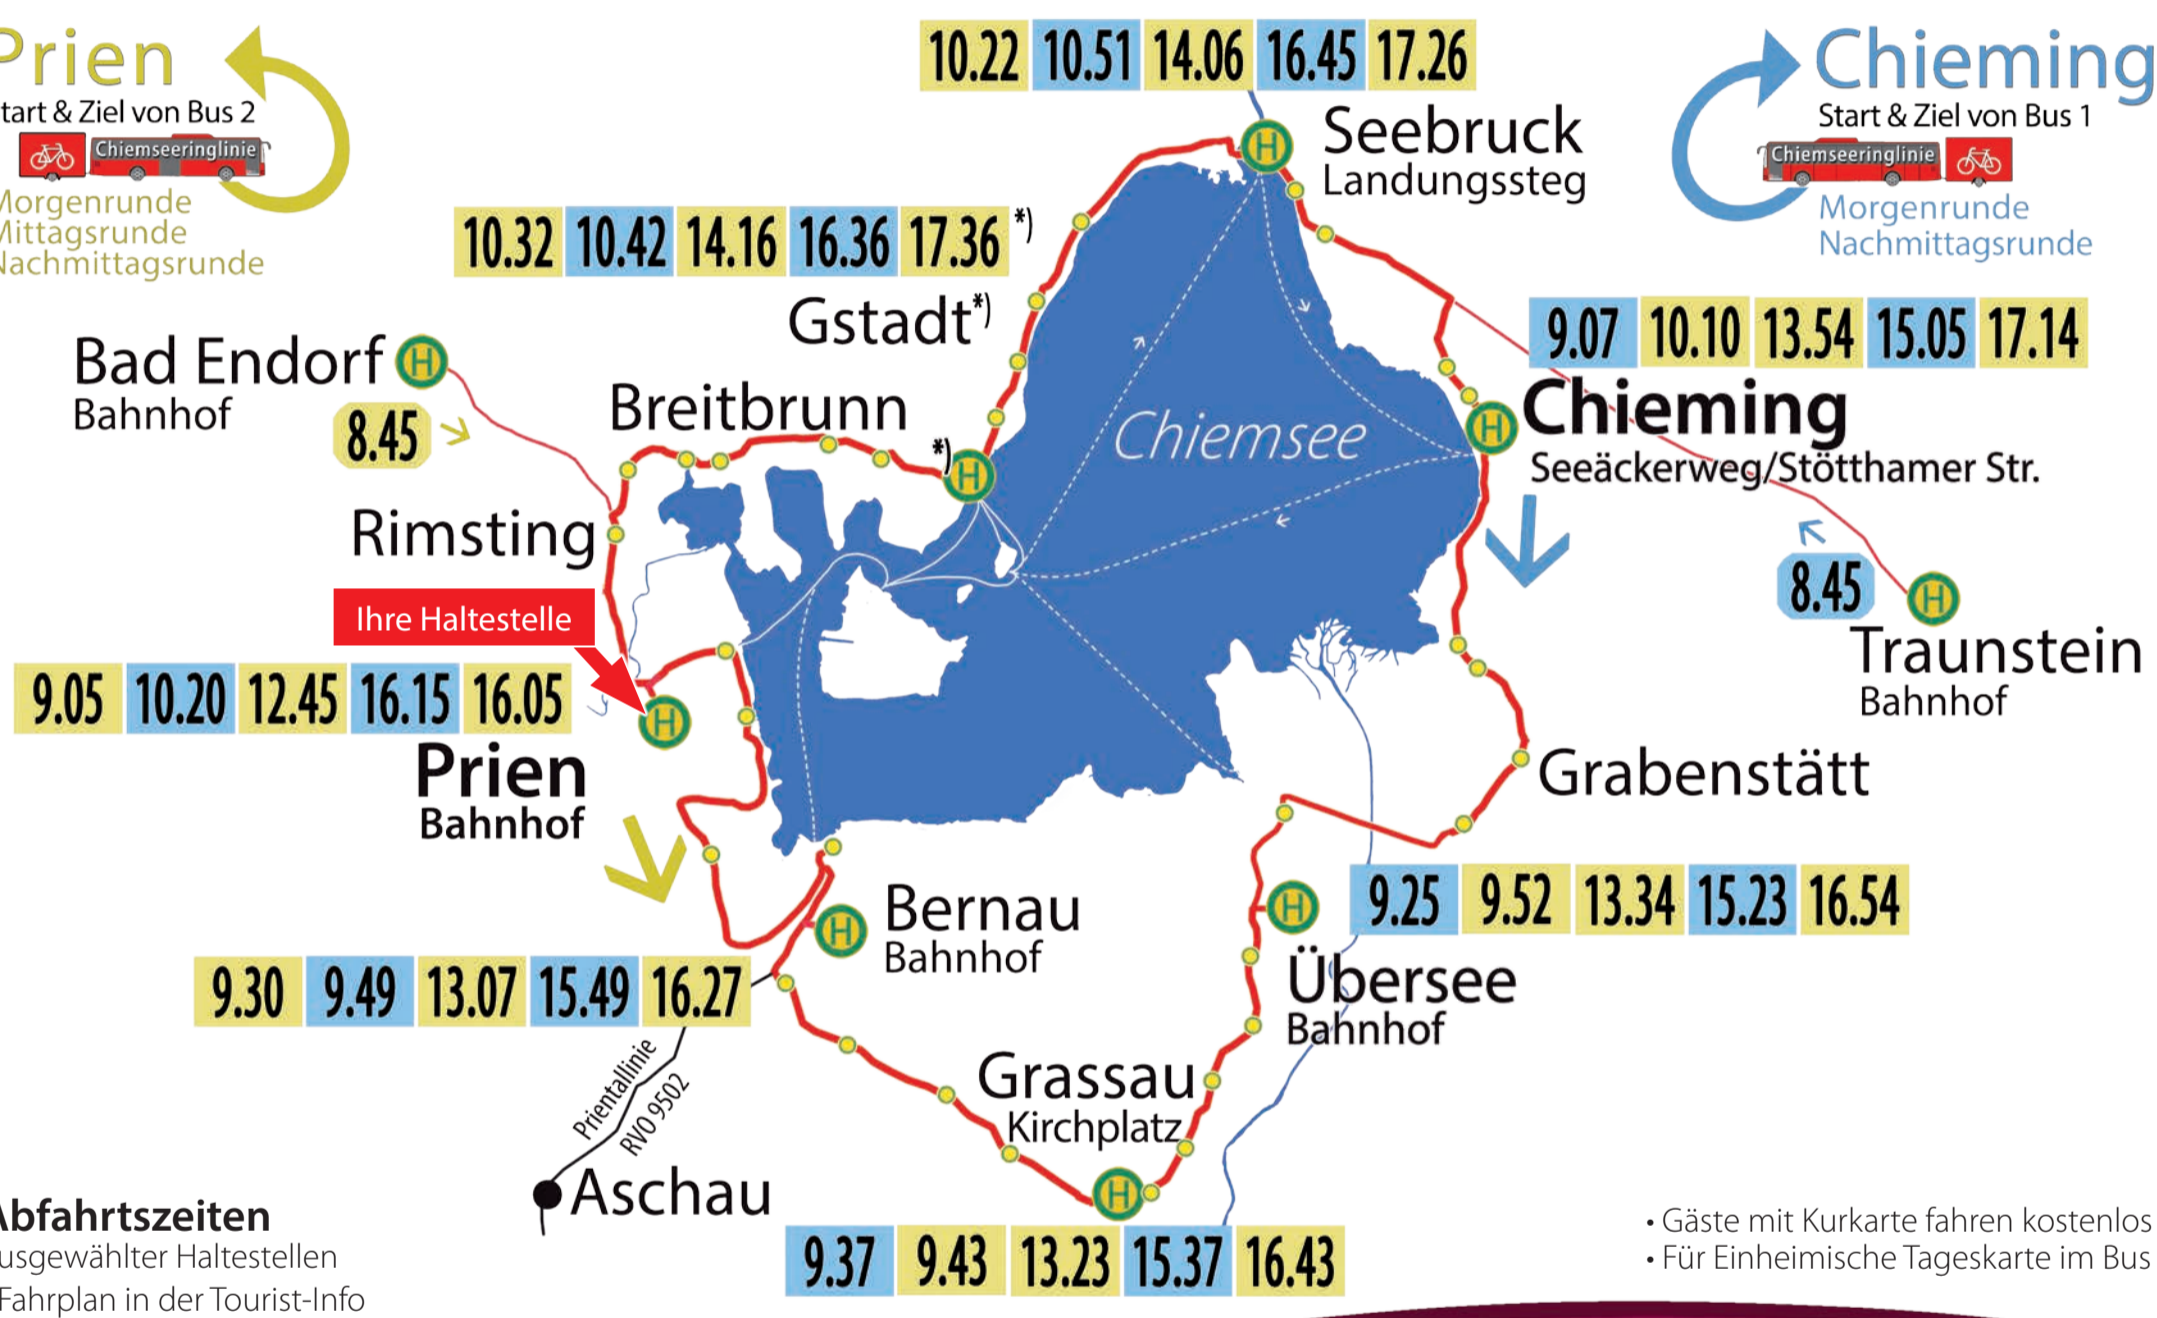 Prien
Start & Ziel von Bus 2
Chiemseeringlinie
Morgenrunde
Mittagsrunde
Nachmittagsrunde
10.22 10.51 14.06 16.45 17.26
Seebruck
Landungssteg
Chieming
Start & Ziel von Bus 1
Chiemseeringlinie
Morgenrunde
Nachmittagsrunde
10.32 10.42 14.16 16.36 17.36 *)
Gstadt*)
*)
H
H
Bad Endorf
H
Bahnhof
8.45
Breitbrunn
Chiemsee
9.07 10.10 13.54 15.05 17.14
H
Chieming
Seeäckerweg/Stötthamer Str.
Rimsting
Ihre Haltestelle
8.45
H
Traunstein
Bahnhof
9.05 10.20 12.45 16.15 16.05
H
Prien
Bahnhof
Grabenstätt
9.25 9.52 13.34 15.23 16.54
H
Übersee
Bahnhof
H
Bernau
Bahnhof
9.30 9.49 13.07 15.49 16.27
Prientallinie
RVO 9502
Aschau
Grassau
Kirchplatz
H
9.37 9.43 13.23 15.37 16.43
Abfahrtszeiten
ausgewählter Haltestellen
Fahrplan in der Tourist-Info
• Gäste mit Kurkarte fahren kostenlos
• Für Einheimische Tageskarte im Bus